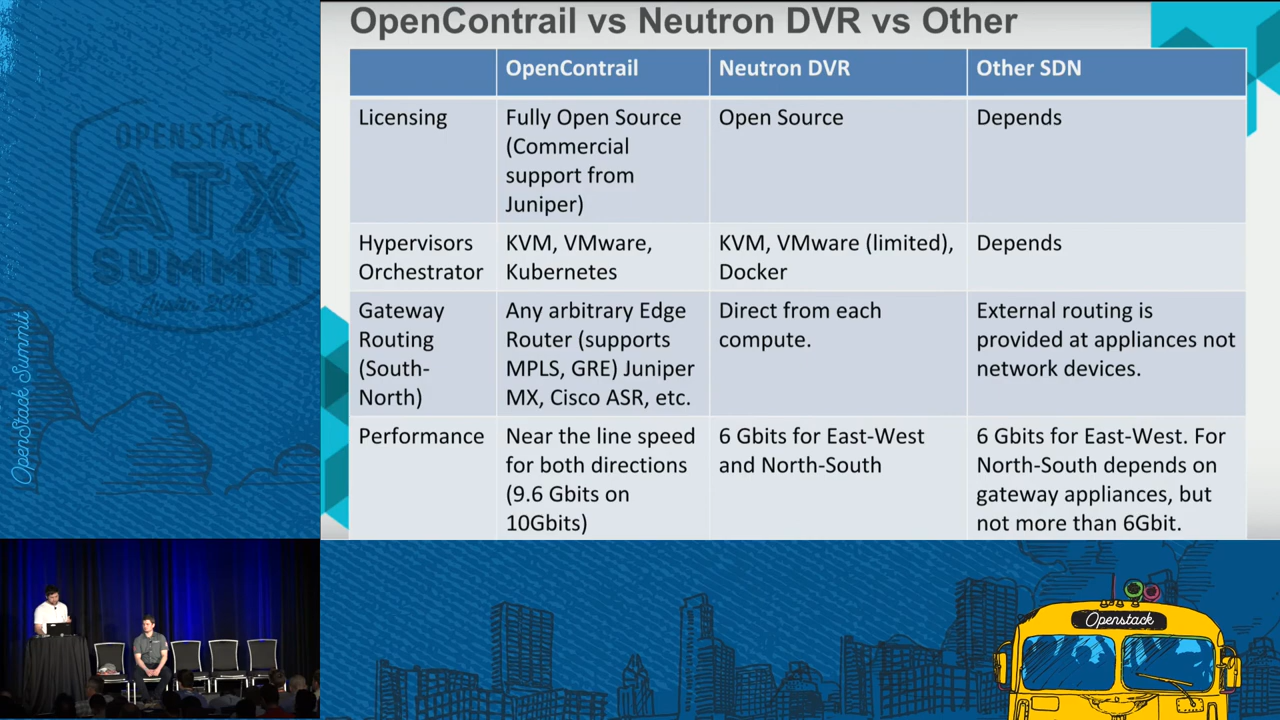 OpenContrail vs Neutron DVR vs Other
OpenContrail
Neutron DVR
Other SDN
Licensing
Fully Open Source
(Commercial
support from
Juniper)
Open Source
Depends
Hypervisors
Orchestrator
KVM, VMware,
Kubernetes
KVM, VMware (limited),
Docker
Depends
Gateway
Routing
(South-
North)
Any arbitrary Edge
Router (supports
MPLS, GRE) Juniper
MX, Cisco ASR, etc.
Direct from each
compute.
External routing is
provided at appliances not
network devices.
Performance
Near the line speed
for both directions
(9.6 Gbits on
10Gbits)
6 Gbits for East-West
and North-South
6 Gbits for East-West. For
North-South depends on
gateway appliances, but
not more than 6Gbit.
OPENSTACK
ATX
SUMMIT
Austin 2016
OpenStack Summit
Openstack